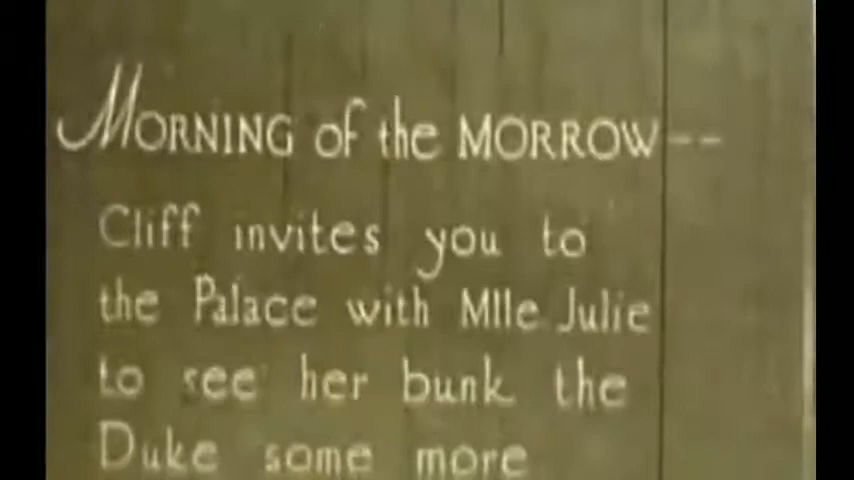 MORNING of the MORROW--
Cliff invites you to
the Palace with Mlle Julie
to see her bunk the
Duke some more